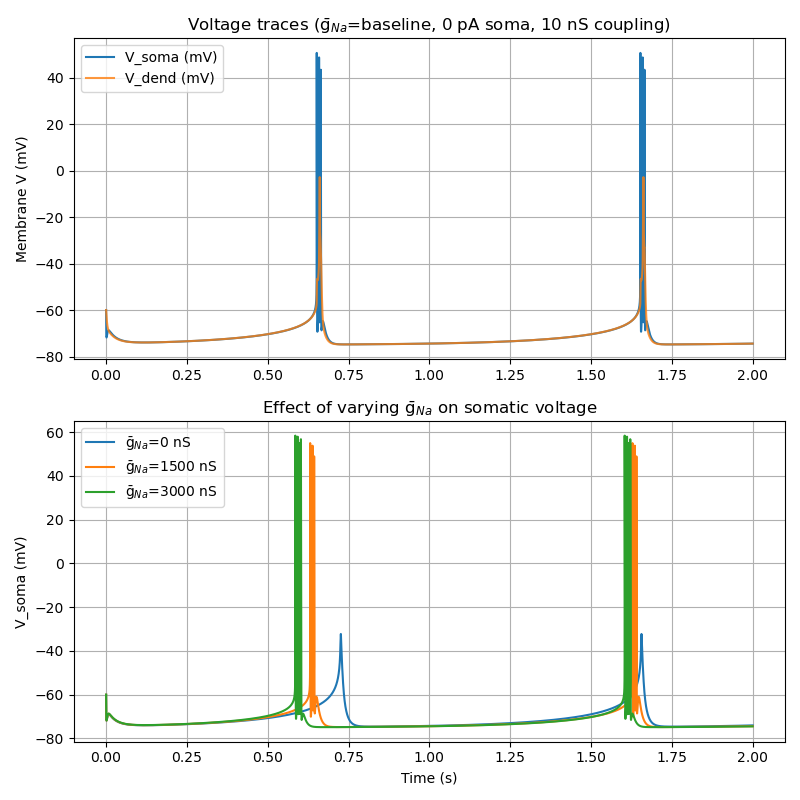 Voltage traces (ḡNa=baseline, 0 pA soma, 10 nS coupling)
V_soma (mV)
V_dend (mV)
Membrane V (mV)
40
20
0
−20
−40
−60
−80
0.00 0.25 0.50 0.75 1.00 1.25 1.50 1.75 2.00
Effect of varying ḡNa on somatic voltage
ḡNa=0 nS
ḡNa=1500 nS
ḡNa=3000 nS
V_soma (mV)
60
40
20
0
−20
−40
−60
−80
0.00 0.25 0.50 0.75 1.00 1.25 1.50 1.75 2.00
Time (s)